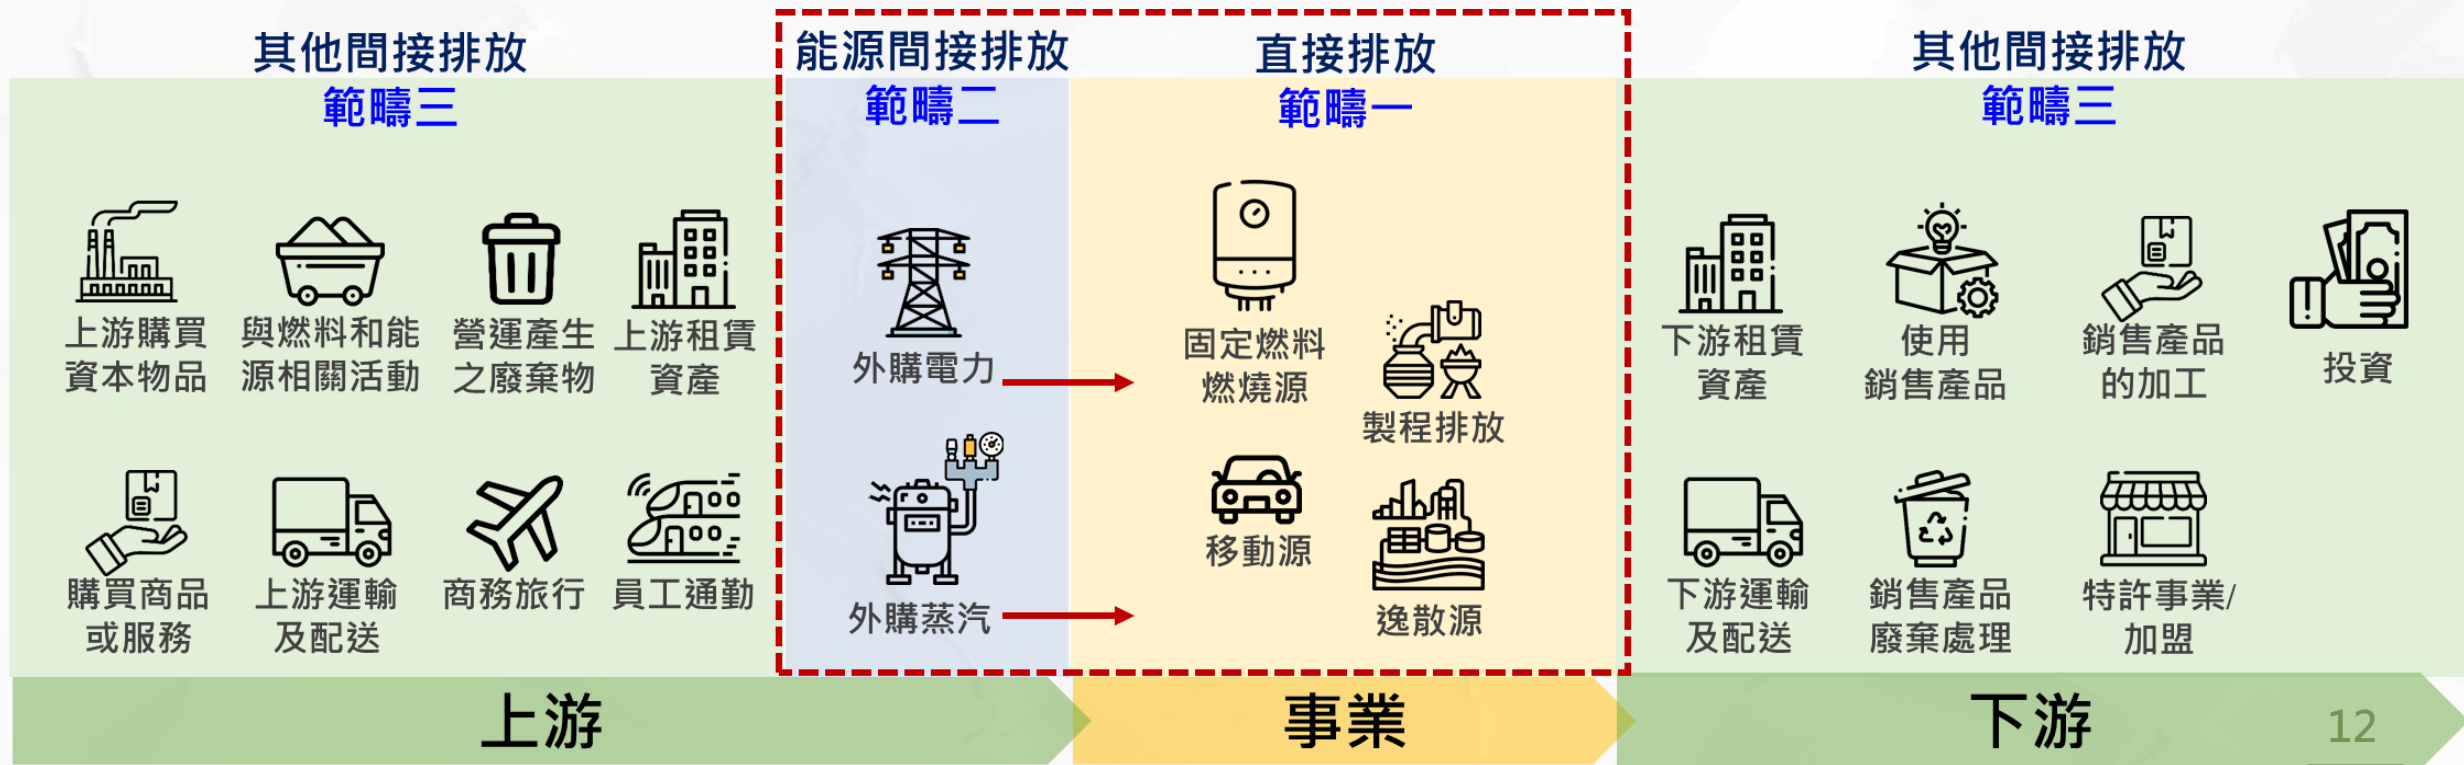 其他間接排放
範疇三
上游購買
資本物品
與燃料和能
源相關活動
營運產生
之廢棄物
上游租賃
資產
購買商品
或服務
上游運輸
及配送
商務旅行
員工通勤
能源間接排放
範疇二
外購電力
外購蒸汽
直接排放
範疇一
固定燃料
燃燒源
製程排放
移動源
逸散源
其他間接排放
範疇三
下游租賃
資產
使用
銷售產品
銷售產品
的加工
投資
下游運輸
及配送
銷售產品
廢棄處理
特許事業/
加盟
上游
事業
下游
12